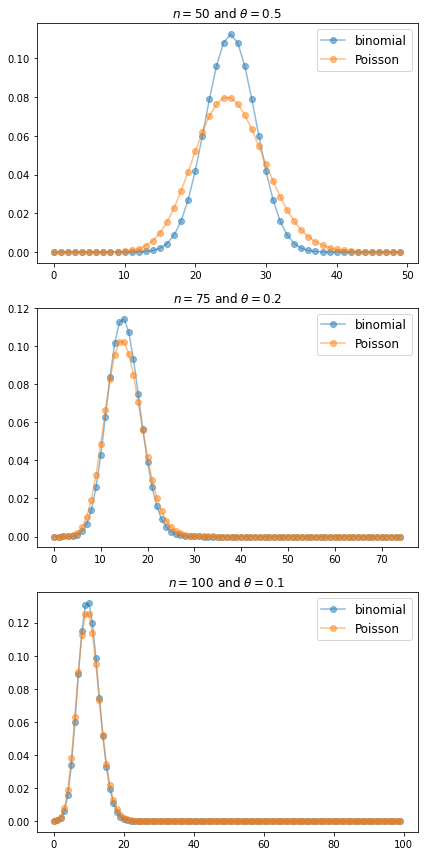 n = 50 and θ = 0.5
binomial
Poisson
0.10
0.08
0.06
0.04
0.02
0.00
0 10 20 30 40 50
n = 75 and θ = 0.2
binomial
Poisson
0.12
0.10
0.08
0.06
0.04
0.02
0.00
0 10 20 30 40 50 60 70
n = 100 and θ = 0.1
binomial
Poisson
0.12
0.10
0.08
0.06
0.04
0.02
0.00
0 20 40 60 80 100